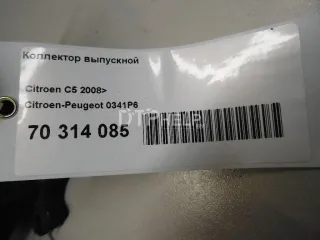 Коллектор выпускной
Citroen C5 2008>
Citroen-Peugeot 0341P6
70 314 085